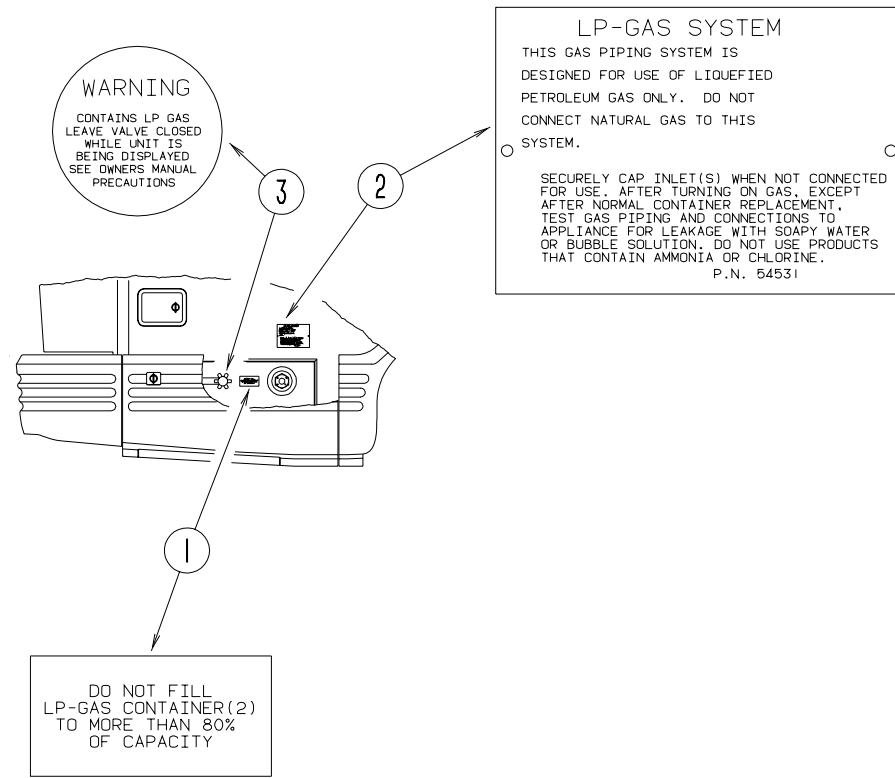 WARNING
CONTAINS LP GAS
LEAVE VALVE CLOSED
WHILE UNIT IS
BEING DISPLAYED
SEE OWNERS MANUAL
PRECAUTIONS
LP-GAS SYSTEM
THIS GAS PIPING SYSTEM IS
DESIGNED FOR USE OF LIQUEFIED
PETROLEUM GAS ONLY. DO NOT
CONNECT NATURAL GAS TO THIS
SYSTEM.
SECURELY CAP INLET(S) WHEN NOT CONNECTED
FOR USE. AFTER TURNING ON GAS, EXCEPT
AFTER NORMAL CONTAINER REPLACEMENT,
TEST GAS PIPING AND CONNECTIONS TO
APPLIANCE FOR LEAKAGE WITH SOAPY WATER
OR BUBBLE SOLUTION. DO NOT USE PRODUCTS
THAT CONTAIN AMMONIA OR CHLORINE.
P.N. 54531
3
2
1
DO NOT FILL
LP-GAS CONTAINER(2)
TO MORE THAN 80%
OF CAPACITY